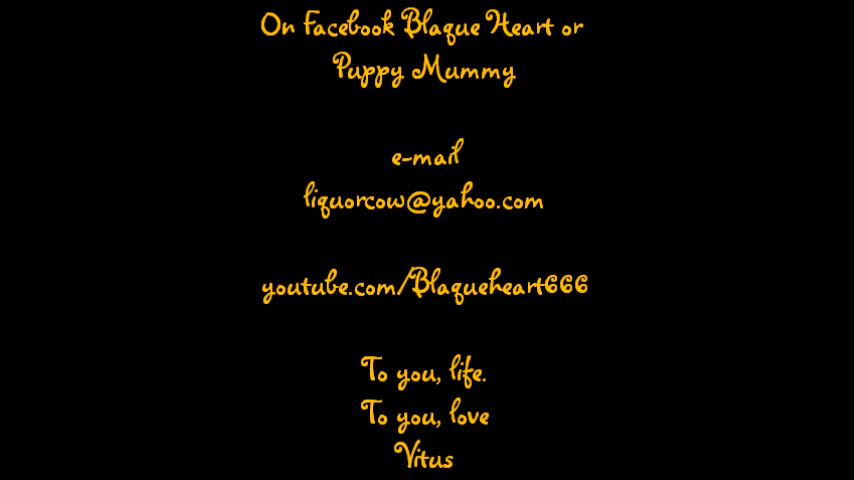 On Facebook Blaque Heart or
Puppy Mummy
e-mail
liquorcow@yahoo.com
youtube.com/Blaqueheart666
To you, life.
To you, love
Vitus